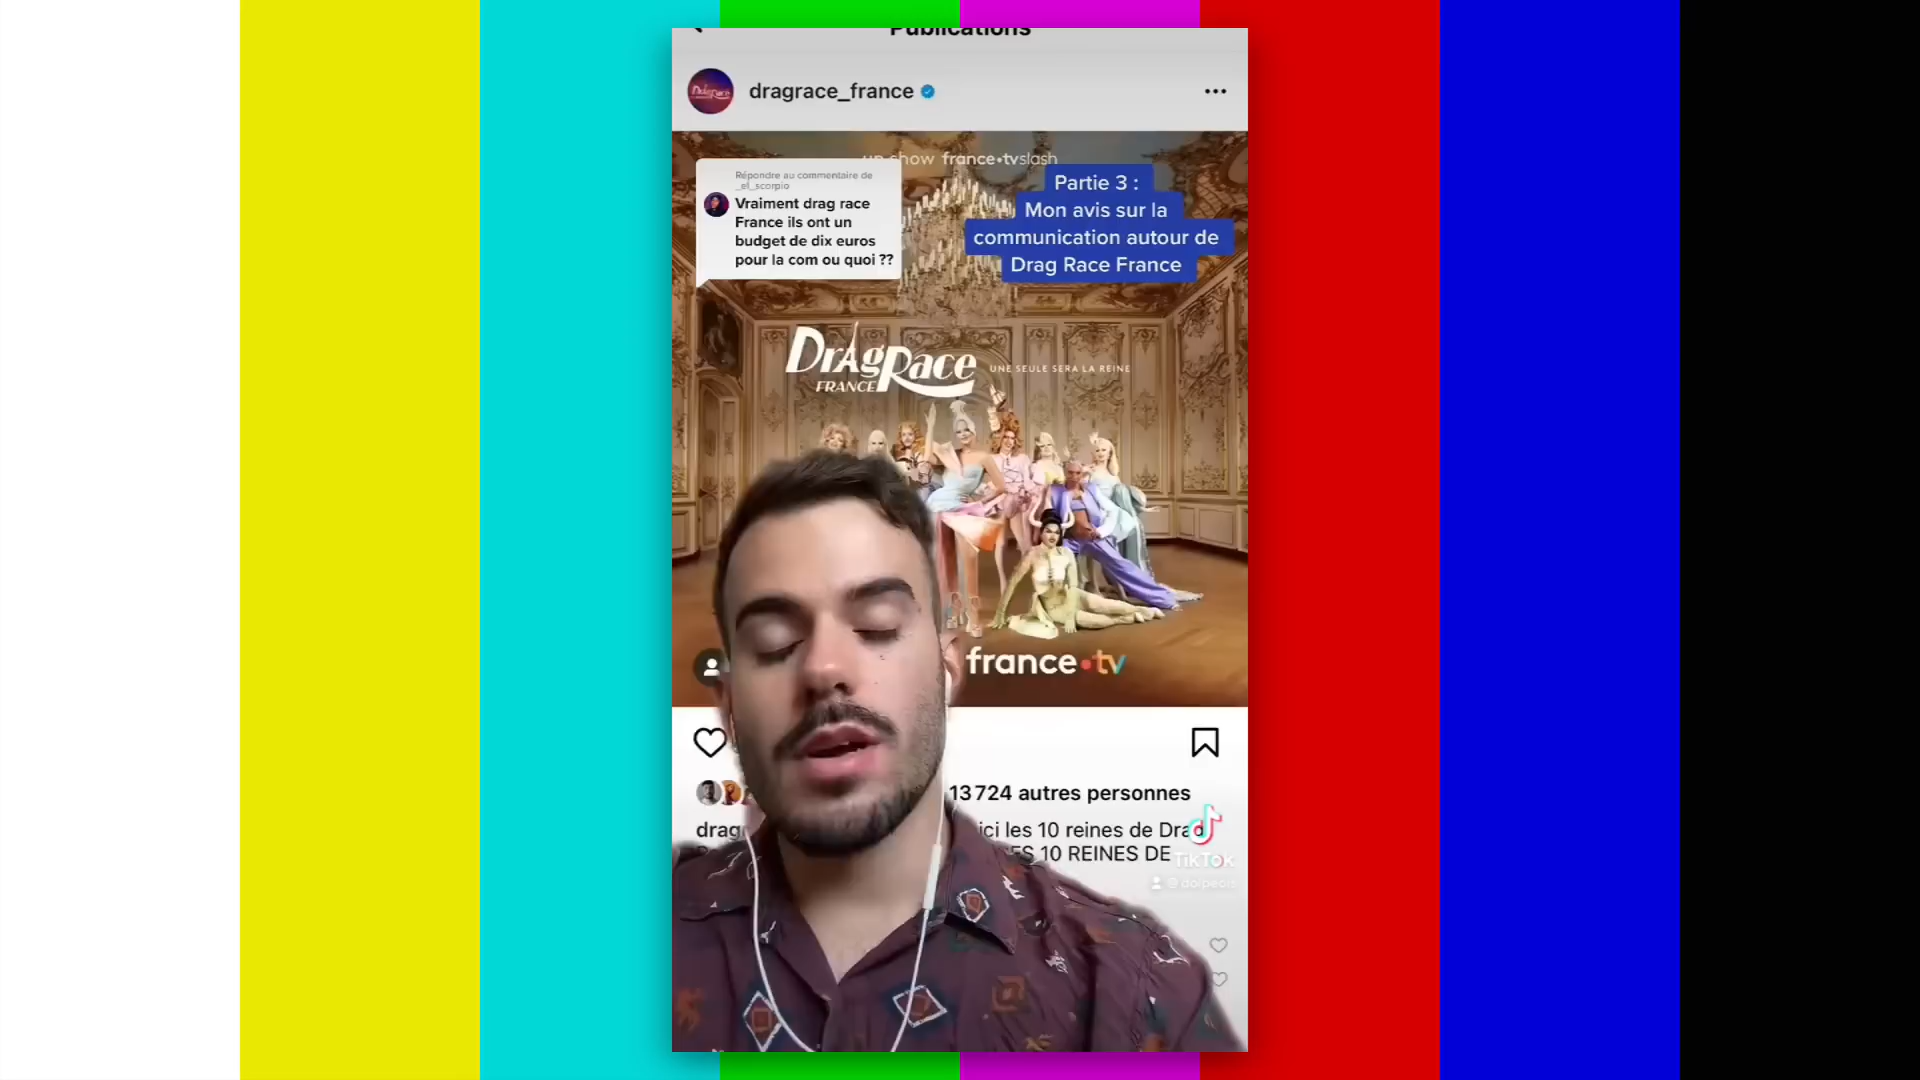 Publications
dragrace_france
show france•tvslash
Répondre au commentaire de
_el_scorpio
Vraiment drag race
France ils ont un
budget de dix euros
pour la com ou quoi ??
Partie 3 :
Mon avis sur la
communication autour de
Drag Race France
DragRace
FRANCE
UNE SEULE SERA LA REINE
france•tv
13 724 autres personnes
ici les 10 reines de Drag
10 REINES DE
TikTok